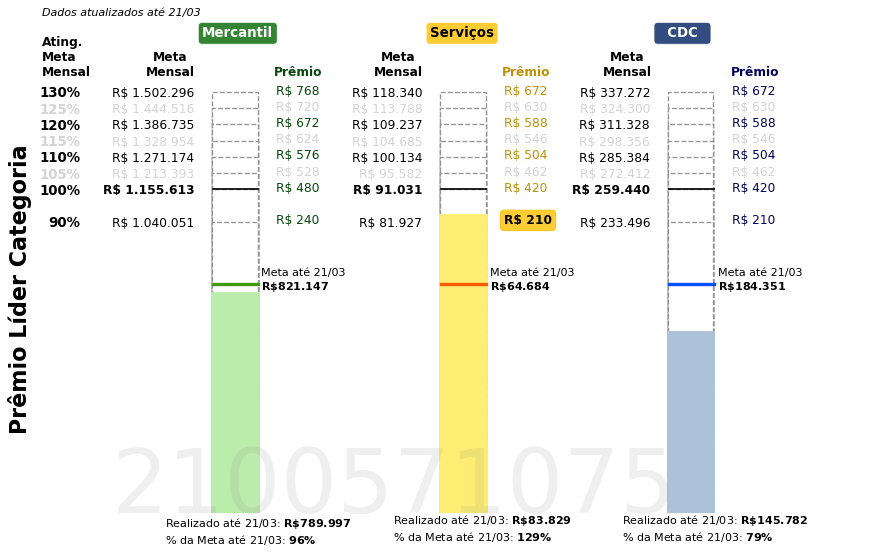 Dados atualizados até 21/03
Mercantil Serviços CDC
Ating. Meta Mensal Meta Mensal Prêmio Meta Mensal Prêmio Meta Mensal Prêmio
130% R$ 1.502.296 R$ 768 R$ 118.340 R$ 672 R$ 337.272 R$ 672
125% R$ 1.444.516 R$ 720 R$ 113.788 R$ 630 R$ 324.300 R$ 630
120% R$ 1.386.735 R$ 672 R$ 109.237 R$ 588 R$ 311.328 R$ 588
115% R$ 1.328.954 R$ 624 R$ 104.685 R$ 546 R$ 298.356 R$ 546
110% R$ 1.271.174 R$ 576 R$ 100.134 R$ 504 R$ 285.384 R$ 504
105% R$ 1.213.393 R$ 528 R$ 95.582 R$ 462 R$ 272.412 R$ 462
100% R$ 1.155.613 R$ 480 R$ 91.031 R$ 420 R$ 259.440 R$ 420
90% R$ 1.040.051 R$ 240 R$ 81.927 R$ 210 R$ 233.496 R$ 210
Meta até 21/03 Meta até 21/03 Meta até 21/03
R$821.147 R$64.684 R$184.351
Prêmio Líder Categoria
2100571075
Realizado até 21/03: R$789.997 Realizado até 21/03: R$83.829 Realizado até 21/03: R$145.782
% da Meta até 21/03: 96% % da Meta até 21/03: 129% % da Meta até 21/03: 79%